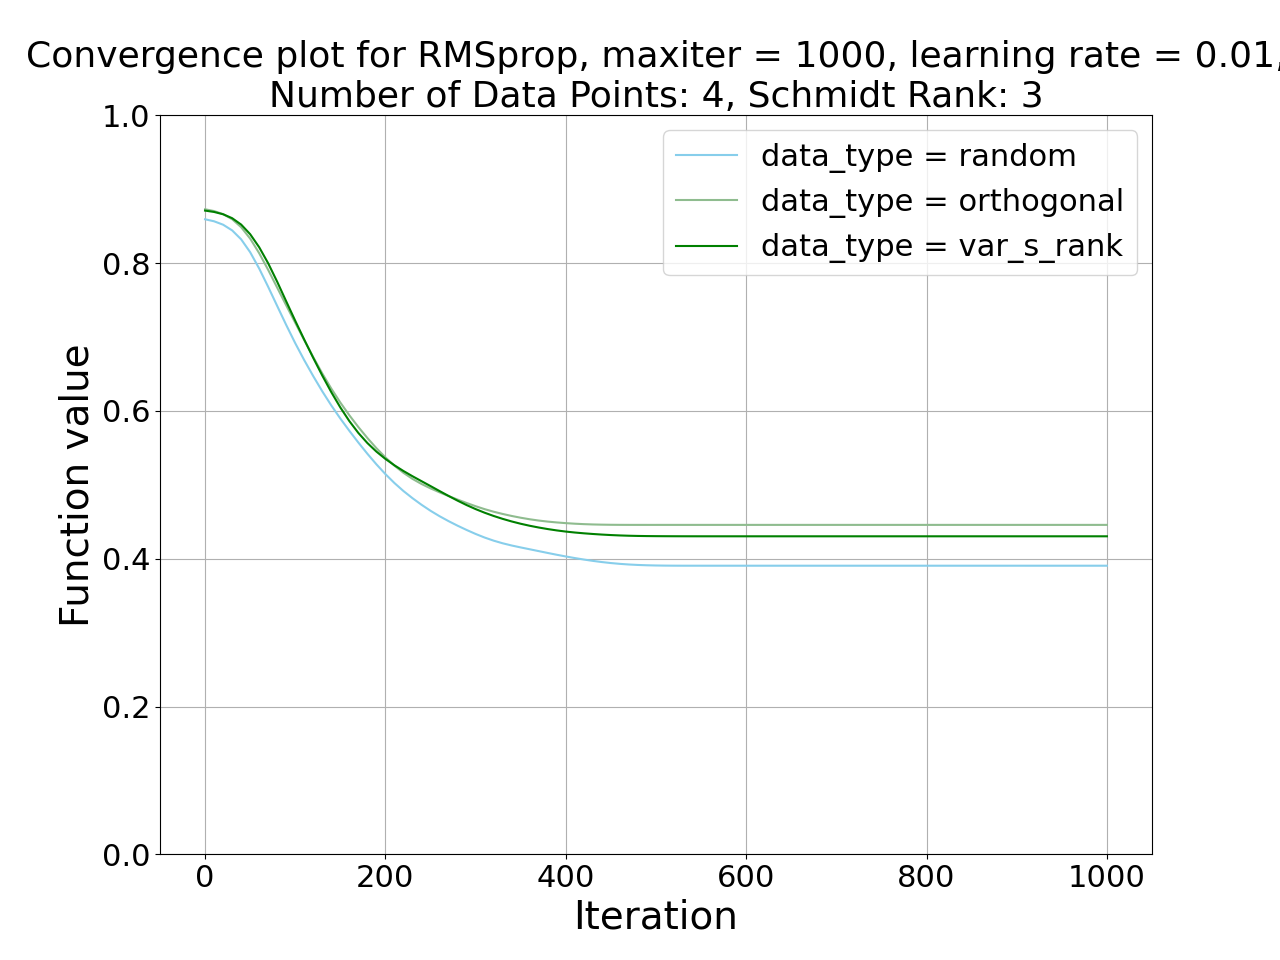 Convergence plot for RMSprop, maxiter = 1000, learning rate = 0.01,
Number of Data Points: 4, Schmidt Rank: 3
data_type = random
data_type = orthogonal
data_type = var_s_rank
Function value
1.0
0.8
0.6
0.4
0.2
0.0
0 200 400 600 800 1000
Iteration